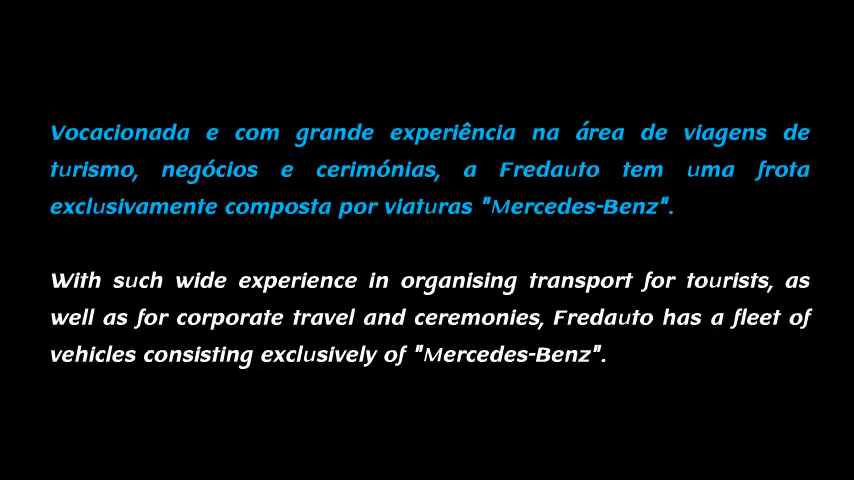 Vocacionada e com grande experiência na área de viagens de
turismo, negócios e cerimónias, a Fredauto tem uma frota
exclusivamente composta por viaturas "Mercedes-Benz".
With such wide experience in organising transport for tourists, as
well as for corporate travel and ceremonies, Fredauto has a fleet of
vehicles consisting exclusively of "Mercedes-Benz".